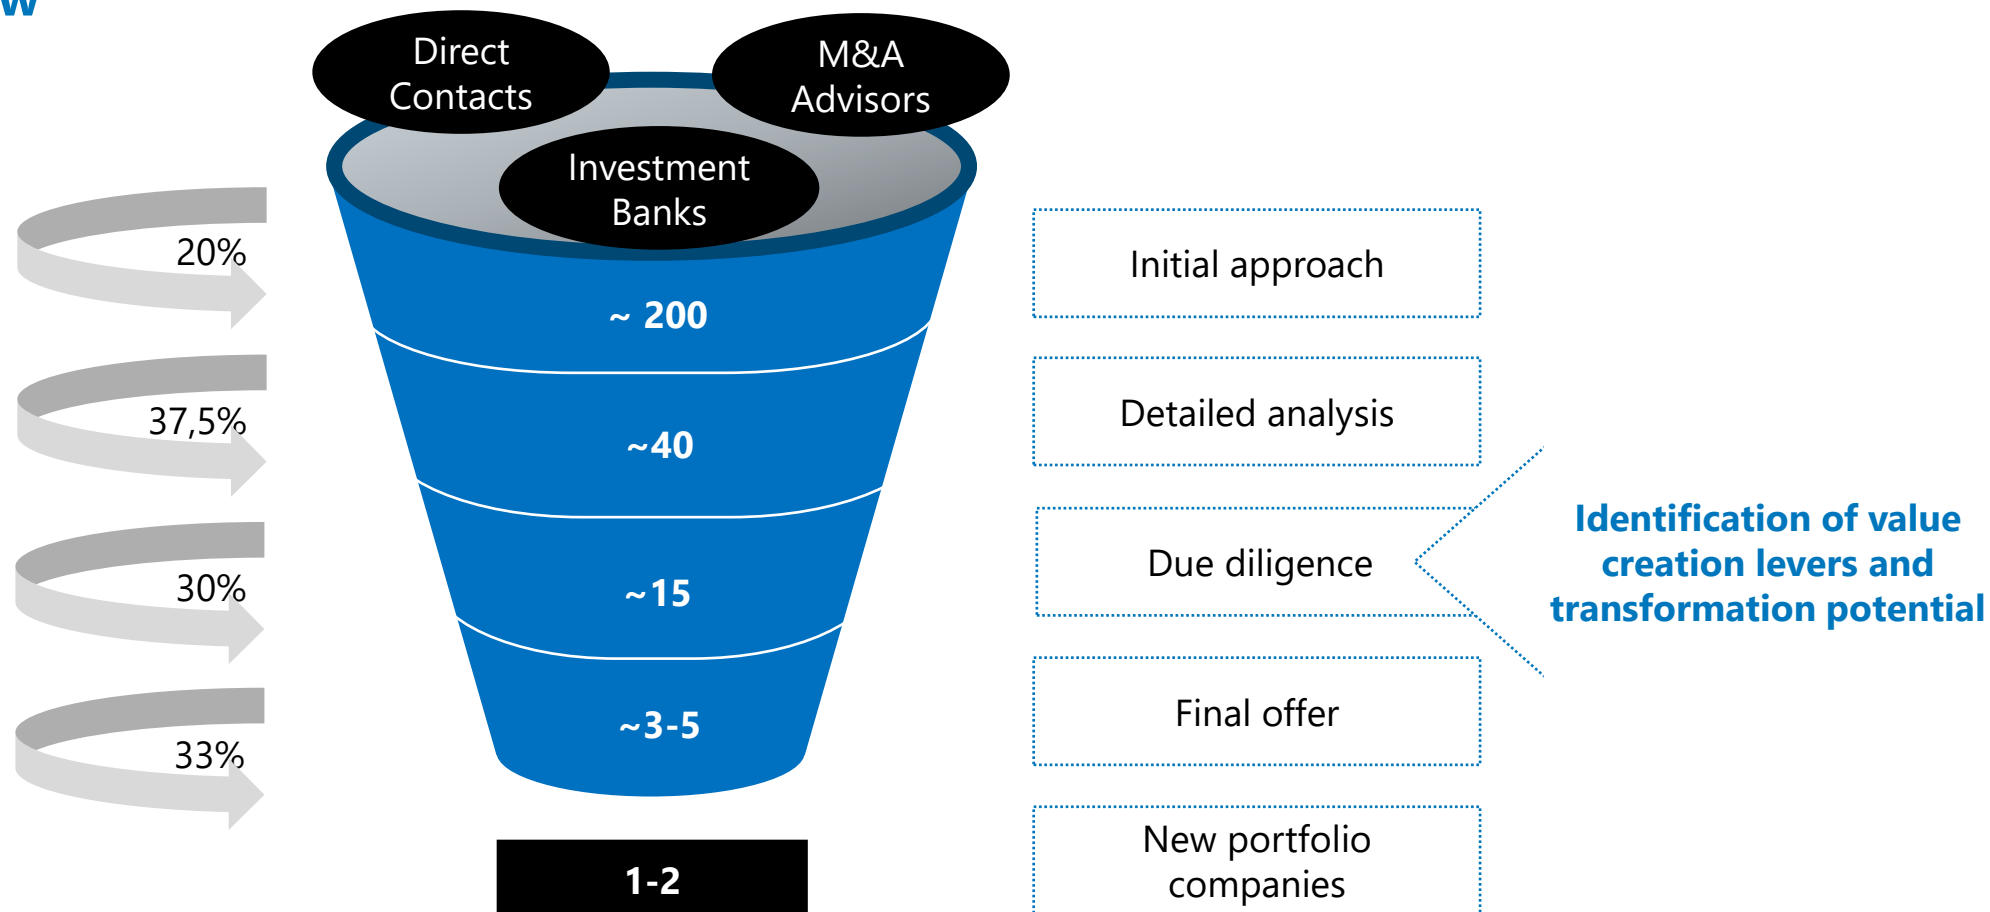 w
Direct
Contacts
M&A
Advisors
Investment
Banks
20%
~ 200
Initial approach
37,5%
~40
Detailed analysis
30%
~15
Due diligence
Identification of value
creation levers and
transformation potential
33%
~3-5
Final offer
1-2
New portfolio
companies